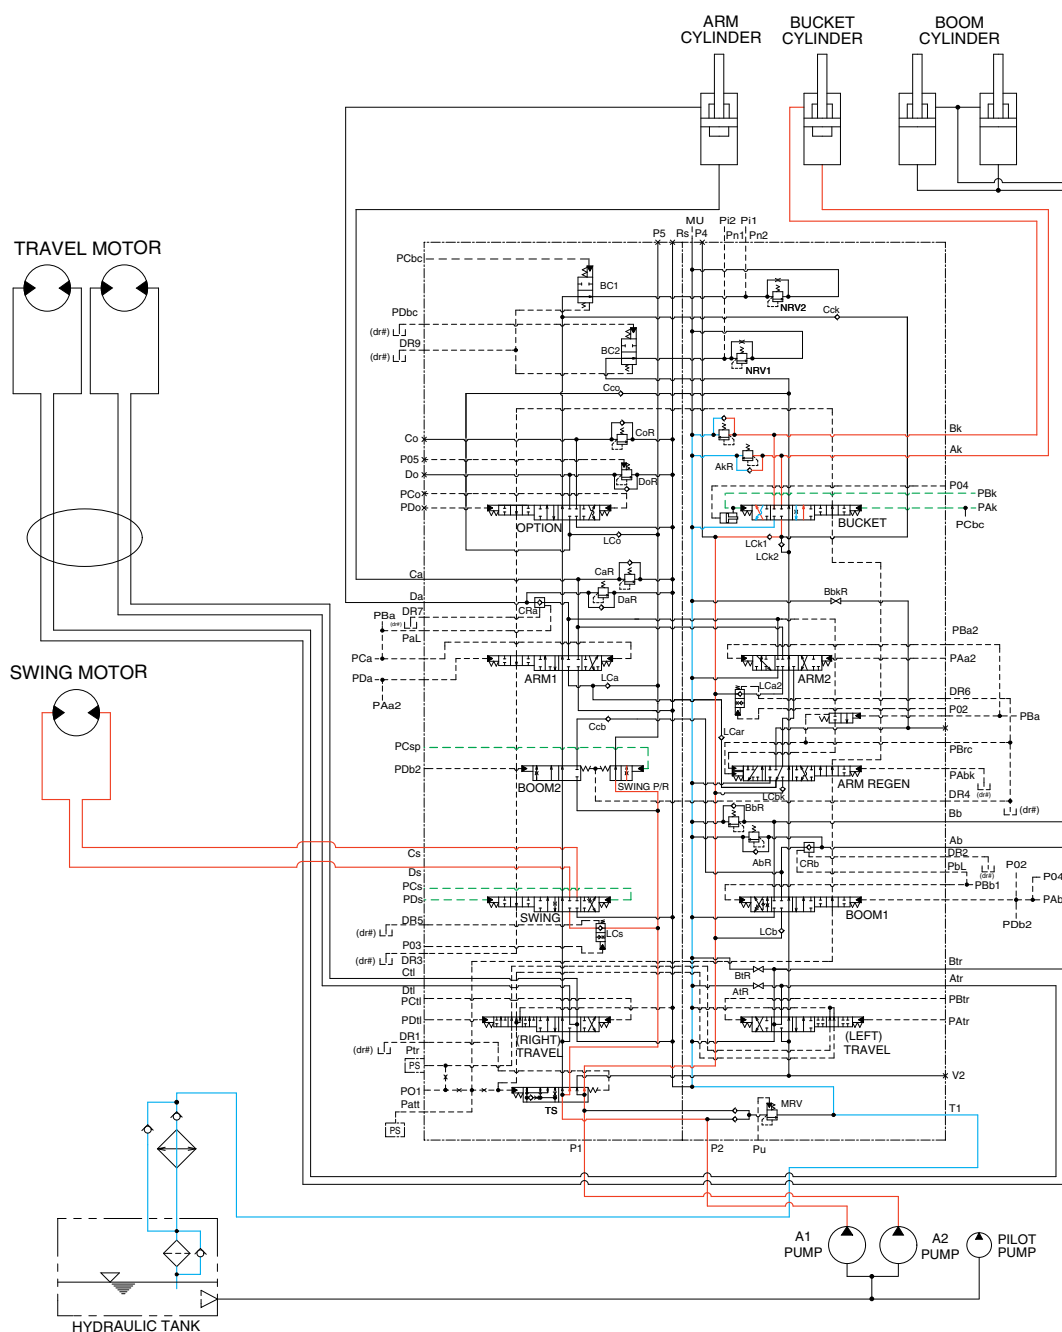 ARM
CYLINDER
BUCKET
CYLINDER
BOOM
CYLINDER
TRAVEL MOTOR
SWING MOTOR
P5
Rs
MU
P4
Pi2
Pi1
Pn1
Pn2
PCbc
BC1
NRV2
Cck
PDbc
(dr#)
DR9
(dr#)
BC2
NRV1
Cco
Co
CoR
Bk
P05
Ak
Do
DoR
AkR
PCo
P04
PBk
PDo
PAk
PCbc
OPTION
BUCKET
LCo
LCk1
LCk2
Ca
CaR
Da
DaR
CRa
DR7
(dr#)
PBa
PaL
BbkR
PBa2
PCa
PAa2
PDa
ARM1
ARM2
PAa2
LCa
LCa2
DR6
P02
PBa
Ccb
LCar
PCsp
PBrc
PDb2
PAbk
BOOM2
SWING P/R
ARM REGEN
(dr#)
DR4
LCbk
(dr#)
BbR
Bb
AbR
CRb
Ab
DR2
(dr#)
PbL
Cs
Ds
PCs
PDs
PBb1
P02
P04
PAb
PDb2
SWING
BOOM1
DR5
(dr#)
LCs
LCb
P03
DR3
(dr#)
Ctl
BtR
Btr
Dtl
AtR
Atr
PCtl
PBtr
PDtl
PAtr
DR1
(dr#)
Ptr
(RIGHT)
TRAVEL
(LEFT)
TRAVEL
PS
PO1
V2
TS
Patt
PS
MRV
T1
P1
P2
Pu
A1
PUMP
A2
PUMP
PILOT
PUMP
HYDRAULIC TANK